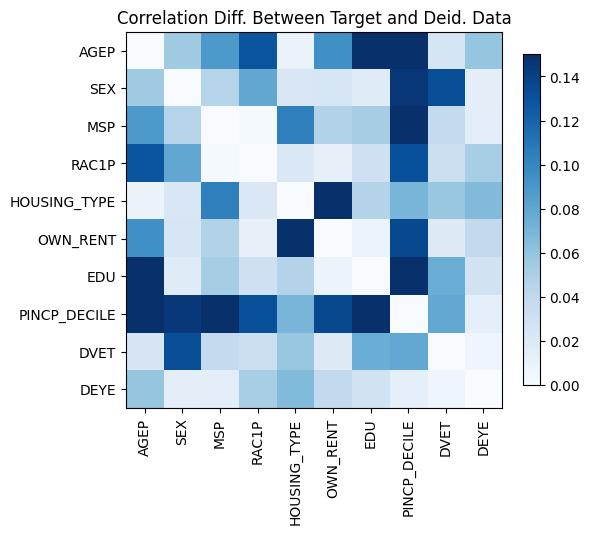 Correlation Diff. Between Target and Deid. Data
AGEP
SEX
MSP
RAC1P
HOUSING_TYPE
OWN_RENT
EDU
PINCP_DECILE
DVET
DEYE
0.14
0.12
0.10
0.08
0.06
0.04
0.02
0.00
AGEP
SEX
MSP
RAC1P
HOUSING_TYPE
OWN_RENT
EDU
PINCP_DECILE
DVET
DEYE